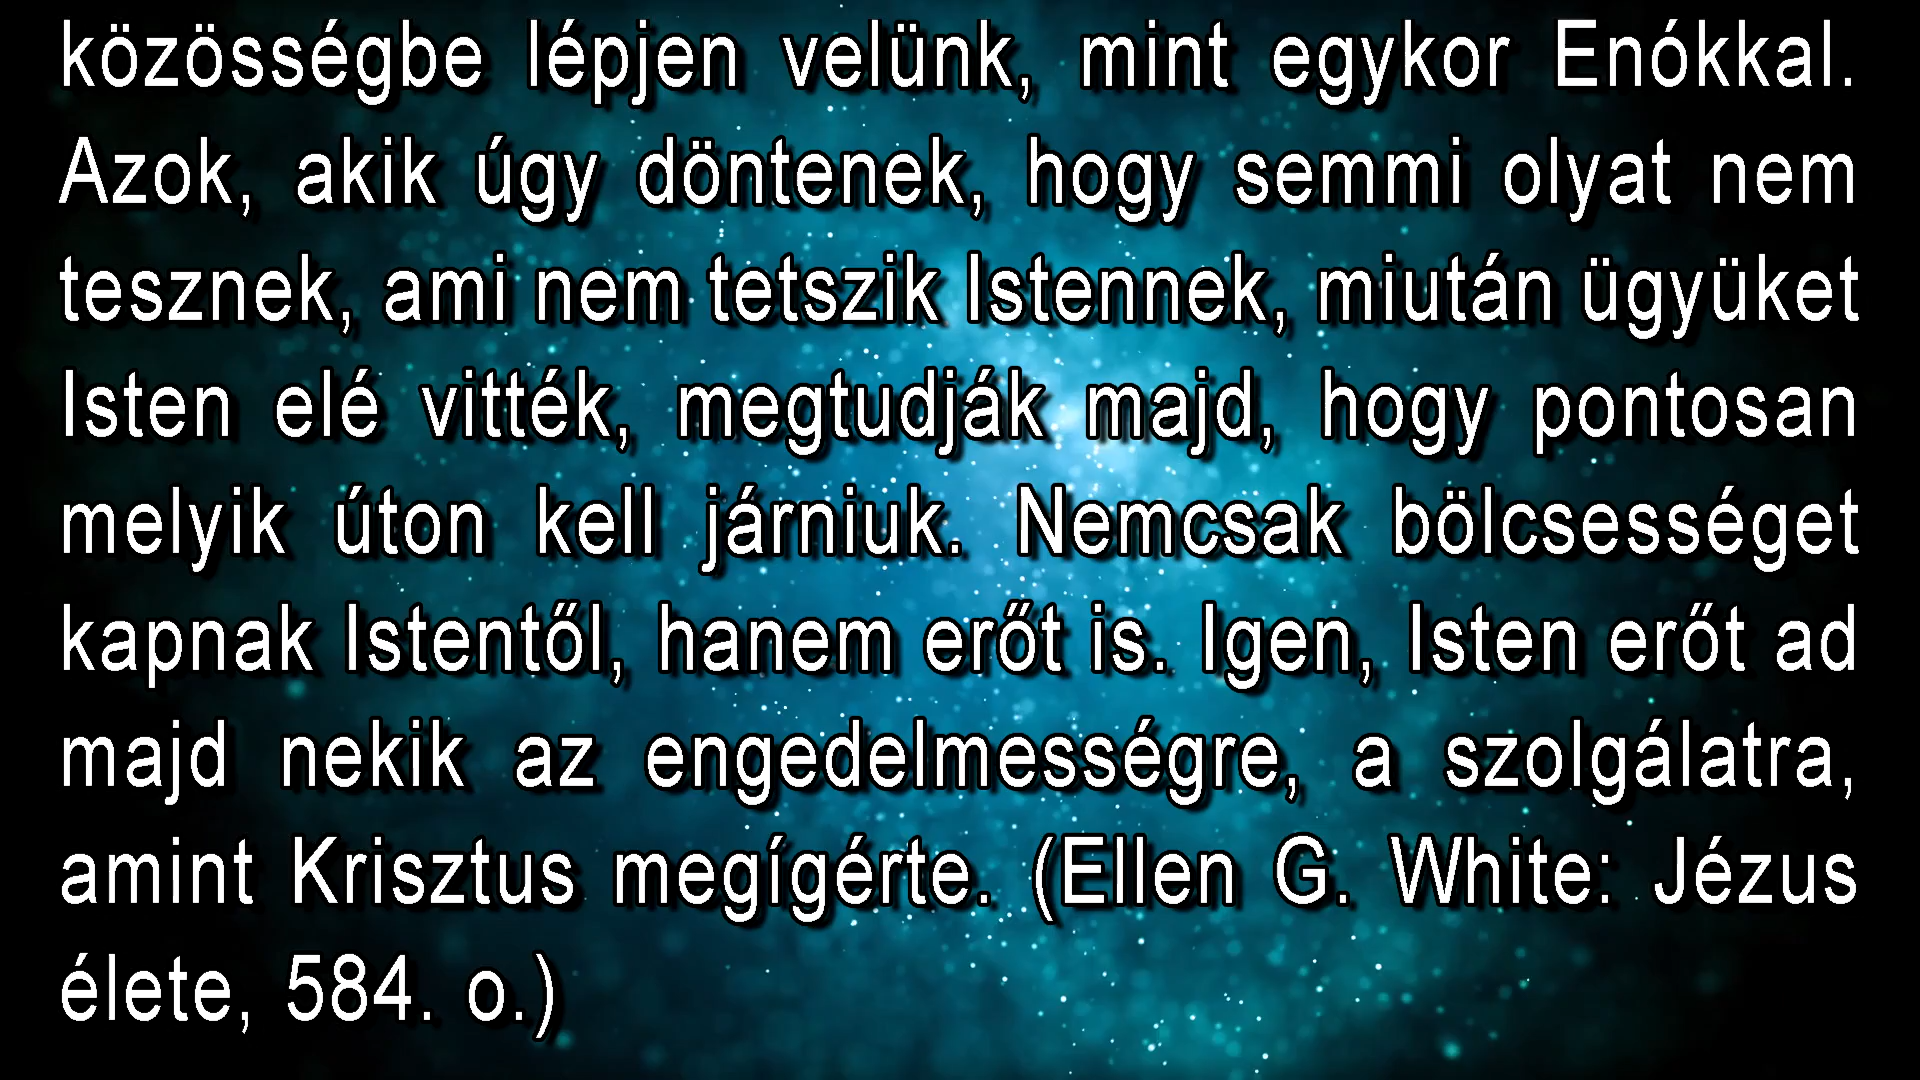 közösségbe lépjen velünk, mint egykor Enókkal.
Azok, akik úgy döntenek, hogy semmi olyat nem
tesznek, ami nem tetszik Istennek, miután ügyüket
Isten elé vitték, megtudják majd, hogy pontosan
melyik úton kell járniuk. Nemcsak bölcsességet
kapnak Istentől, hanem erőt is. Igen, Isten erőt ad
majd nekik az engedelmességre, a szolgálatra,
amint Krisztus megígérte. (Ellen G. White: Jézus
élete, 584. o.)